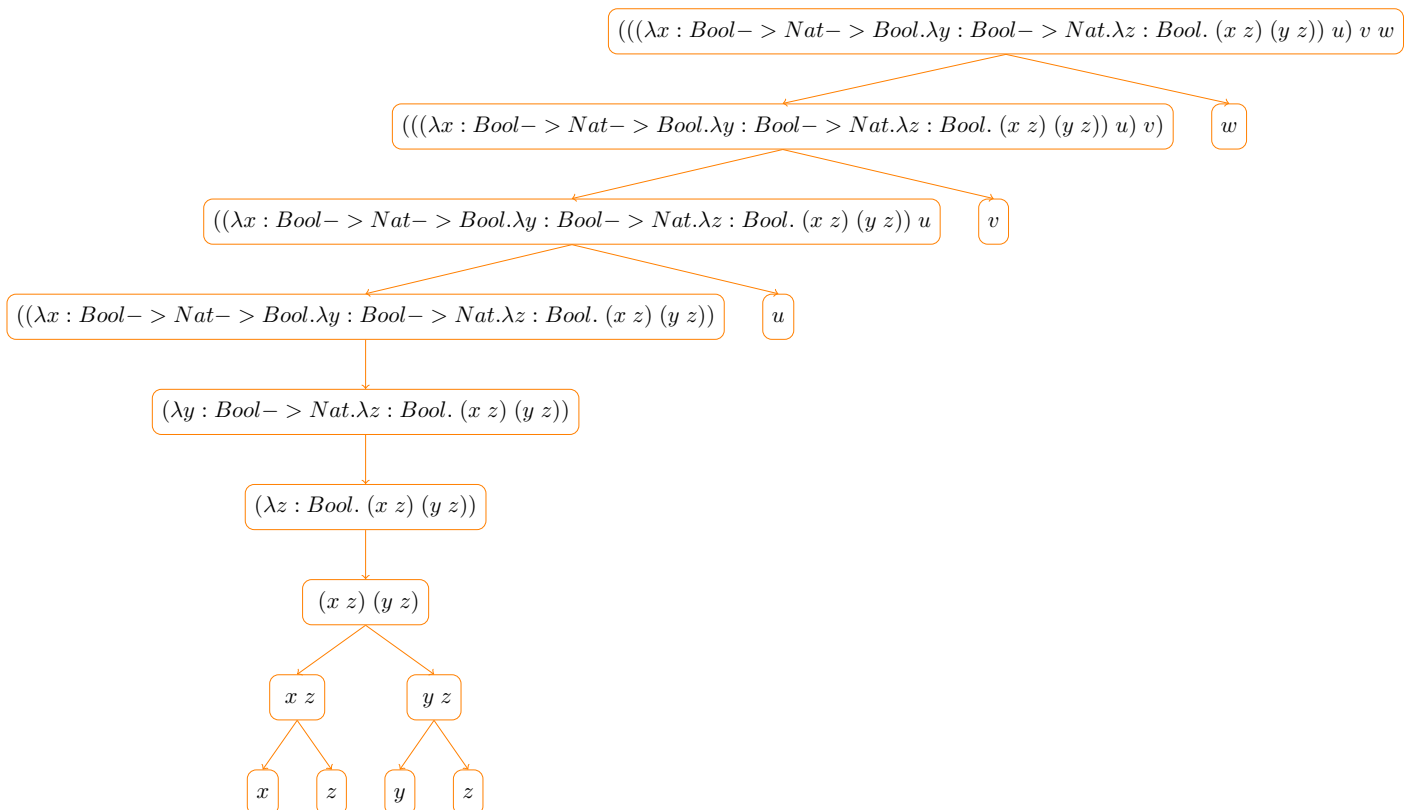 (((λx : Bool− > Nat− > Bool.λy : Bool− > Nat.λz : Bool. (x z) (y z)) u) v w
(((λx : Bool− > Nat− > Bool.λy : Bool− > Nat.λz : Bool. (x z) (y z)) u) v)
w
((λx : Bool− > Nat− > Bool.λy : Bool− > Nat.λz : Bool. (x z) (y z)) u
v
((λx : Bool− > Nat− > Bool.λy : Bool− > Nat.λz : Bool. (x z) (y z))
u
(λy : Bool− > Nat.λz : Bool. (x z) (y z))
(λz : Bool. (x z) (y z))
(x z) (y z)
x z
y z
x
z
y
z